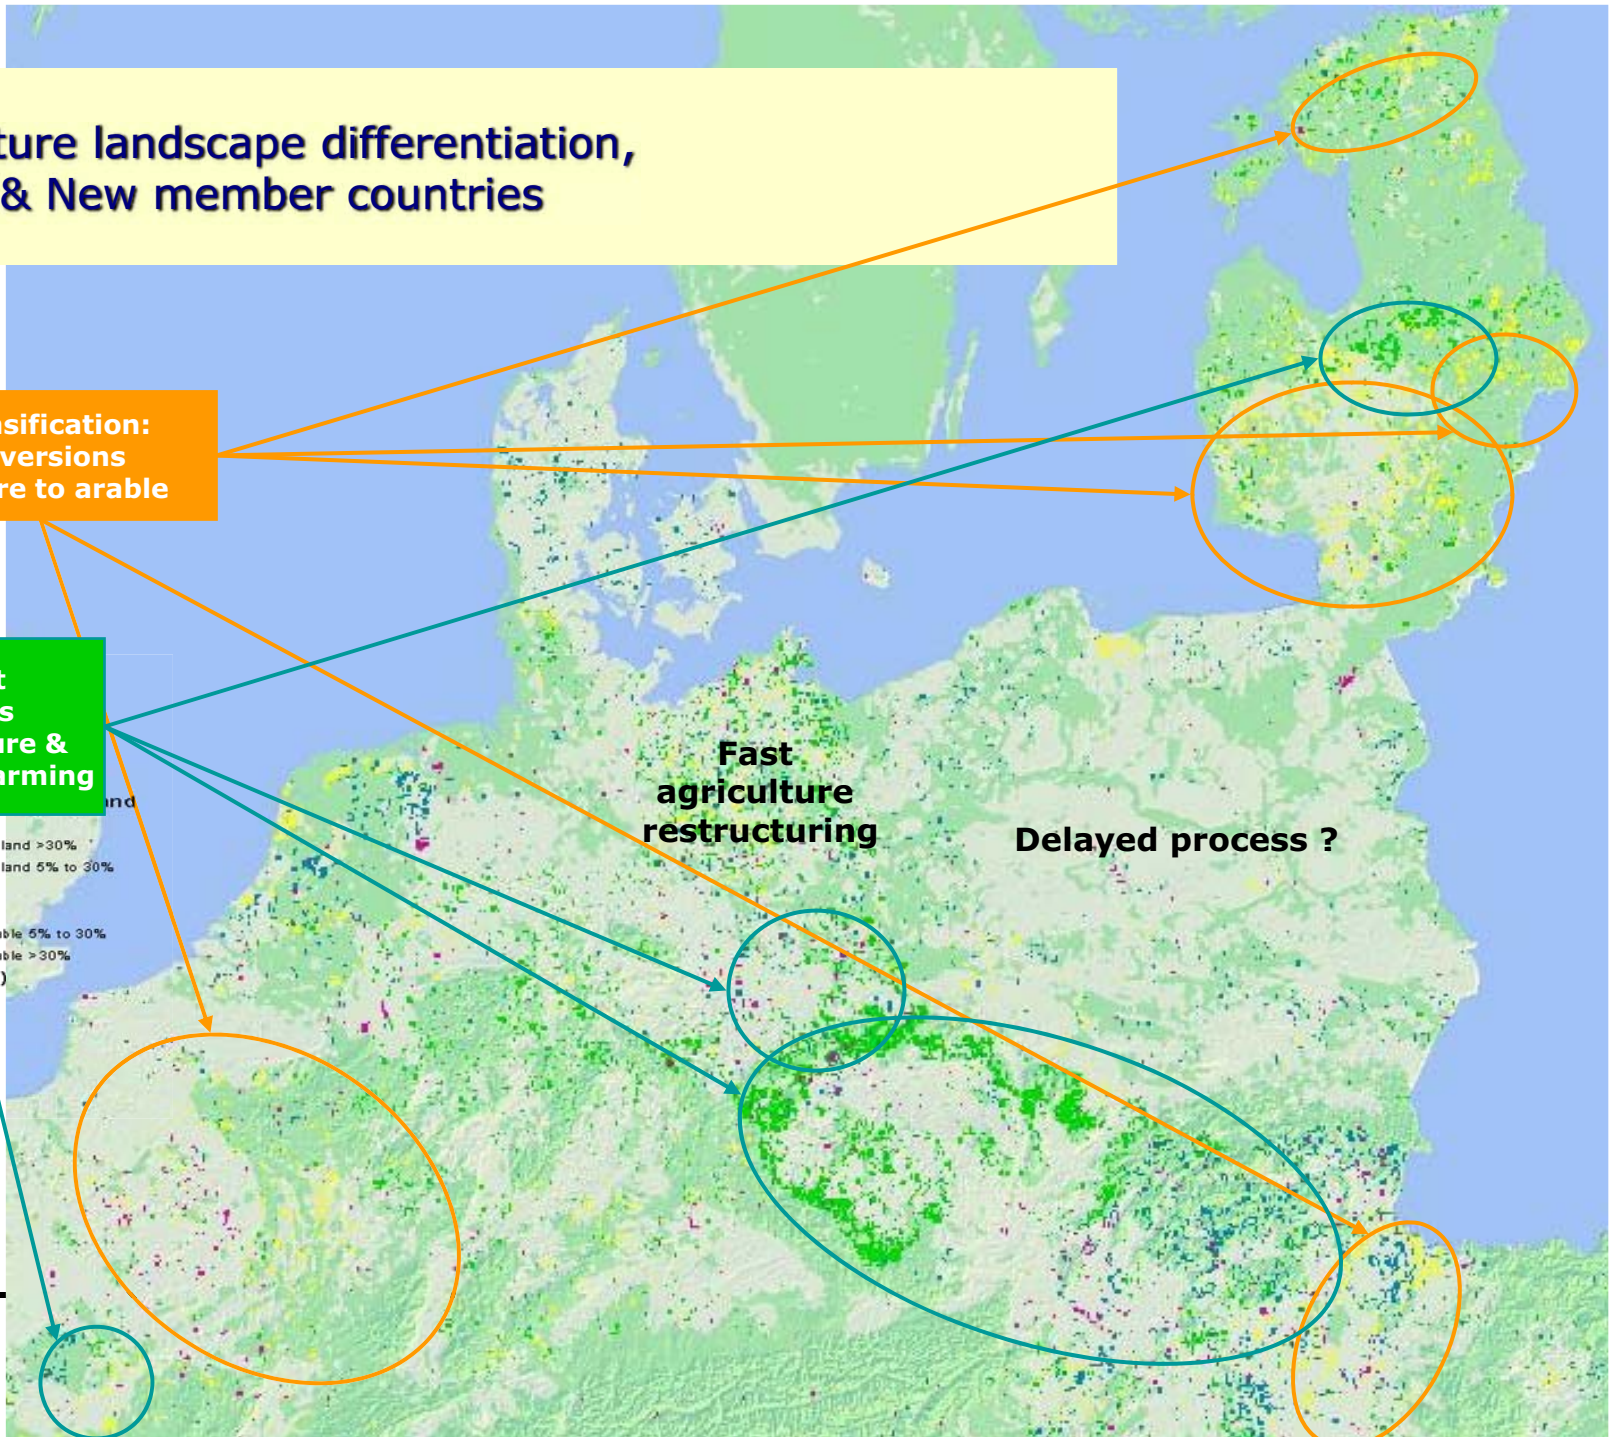 ture landscape differentiation,
& New member countries
sification:
versions
re to arable
t
s
ure &
arming
and
land >30%
land 5% to 30%
ble 5% to 30%
ble >30%
)
Fast
agriculture
restructuring
Delayed process ?